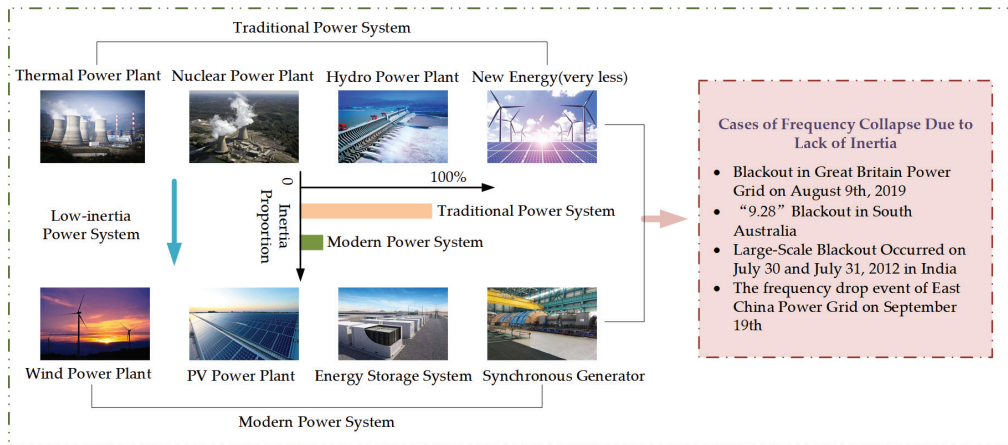 Traditional Power System
Thermal Power Plant
Nuclear Power Plant
Hydro Power Plant
New Energy(very less)
0
100%
Inertia
Proportion
Traditional Power System
Modern Power System
Low-inertia
Power System
Wind Power Plant
PV Power Plant
Energy Storage System
Synchronous Generator
Modern Power System
Cases of Frequency Collapse Due to
Lack of Inertia
• Blackout in Great Britain Power
Grid on August 9th, 2019
• “9.28” Blackout in South
Australia
• Large-Scale Blackout Occurred on
July 30 and July 31, 2012 in India
• The frequency drop event of East
China Power Grid on September
19th